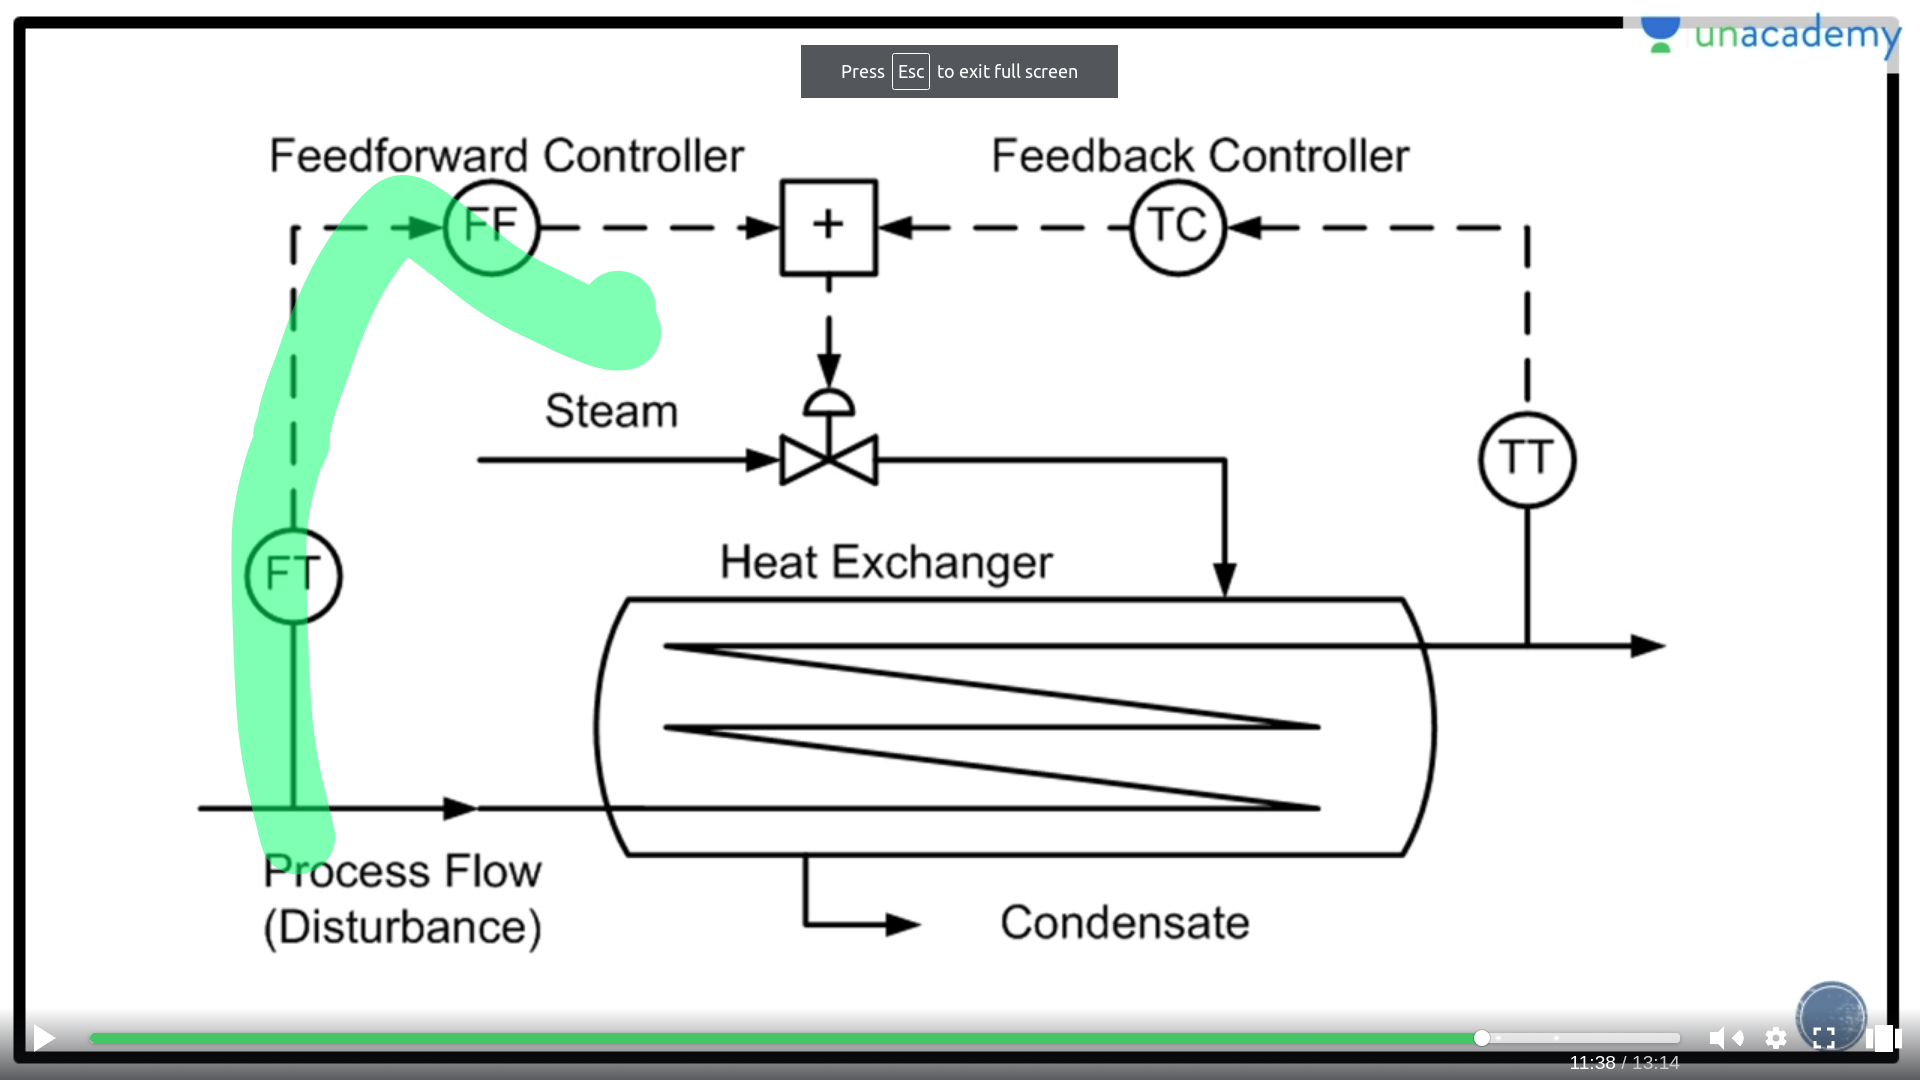 unacademy
Press Esc to exit full screen
Feedforward Controller
Feedback Controller
FF
+
TC
Steam
TT
Heat Exchanger
FT
Process Flow
(Disturbance)
Condensate
11:38 / 13:14